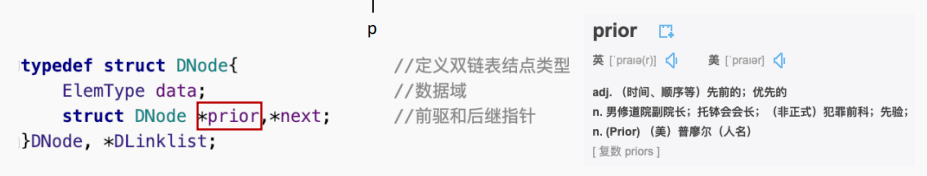 p
typedef struct DNode{ //定义双链表结点类型
ElemType data; //数据域
struct DNode *prior,*next; //前驱和后继指针
}DNode, *DLinklist;
prior
英 [ˈpraɪə(r)] 美 [ˈpraɪər]
adj. （时间、顺序等）先前的；优先的
n. 男修道院副院长；托钵会会长；（非正式）犯罪前科；先验；
n. (Prior) （美）普廖尔（人名）
[ 复数 priors ]